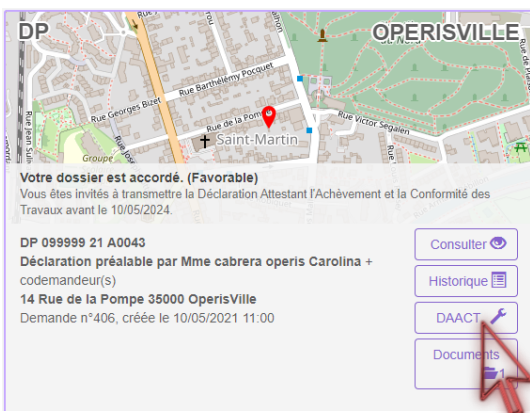 DP
OPERISVILLE
Rue Barthélémy Pocquet
Rue Georges Bizet
Rue de la Pompe
Rue Victor Segalen
Saint-Martin
Groupe
Votre dossier est accordé. (Favorable)
Vous êtes invités à transmettre la Déclaration Attestant l'Achèvement et la Conformité des
Travaux avant le 10/05/2024.
DP 099999 21 A0043
Déclaration préalable par Mme cabrera operis Carolina +
codemandeur(s)
14 Rue de la Pompe 35000 OperisVille
Demande n°406, créée le 10/05/2021 11:00
Consulter
Historique
DAACT
Documents
1